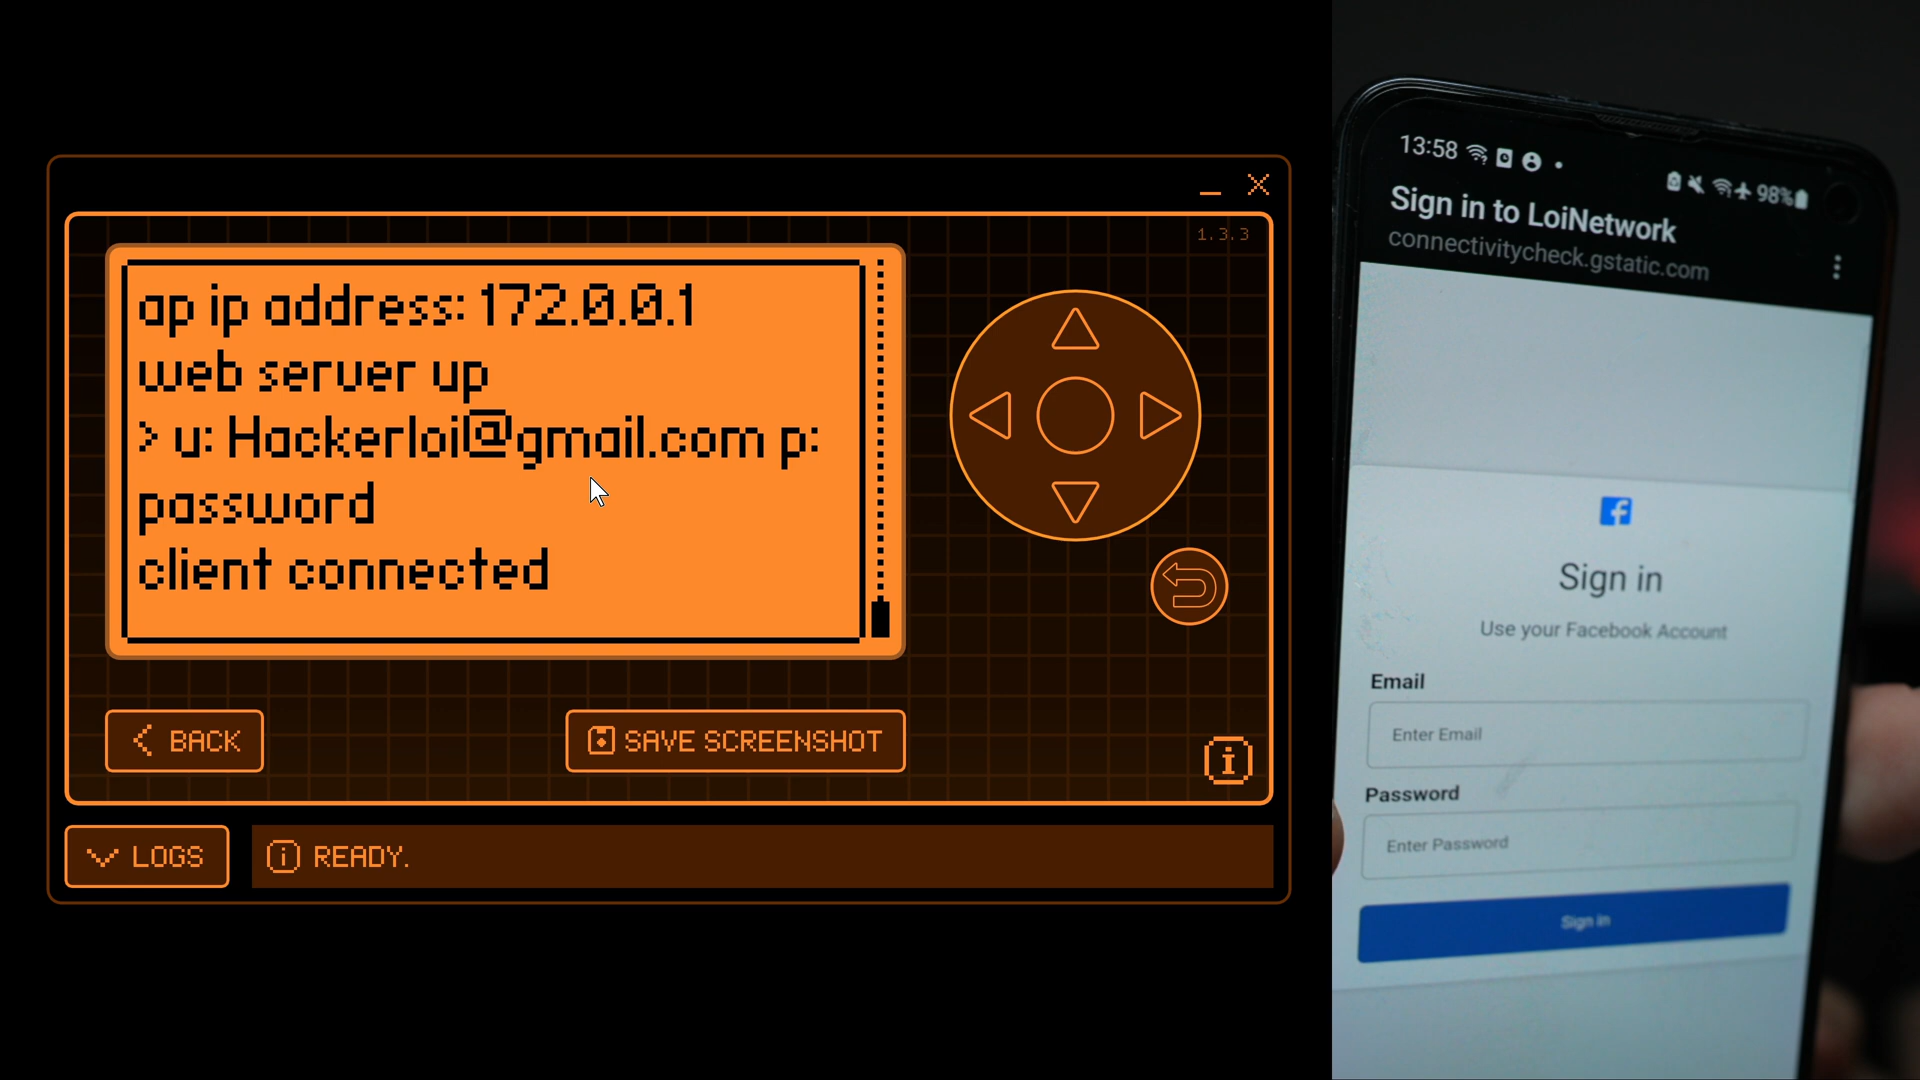 1.3.3
ap ip address: 172.0.0.1
web server up
> u: Hackerloi@gmail.com p:
password
client connected
BACK
SAVE SCREENSHOT
LOGS
READY.
13:58
98%
Sign in to LoiNetwork
connectivitycheck.gstatic.com
Sign in
Use your Facebook Account
Email
Enter Email
Password
Enter Password
Sign in